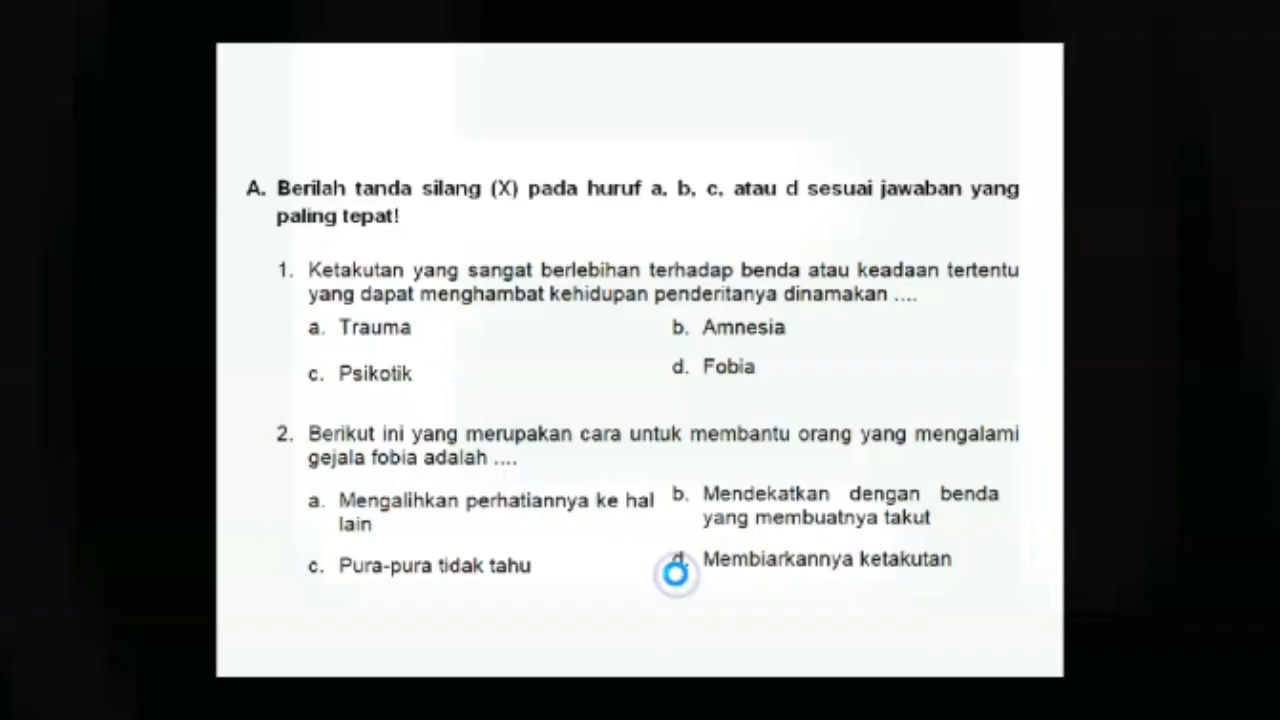 A. Berilah tanda silang (X) pada huruf a, b, c, atau d sesuai jawaban yang
paling tepat!
1. Ketakutan yang sangat berlebihan terhadap benda atau keadaan tertentu
yang dapat menghambat kehidupan penderitanya dinamakan ....
a. Trauma
b. Amnesia
c. Psikotik
d. Fobia
2. Berikut ini yang merupakan cara untuk membantu orang yang mengalami
gejala fobia adalah ....
a. Mengalihkan perhatiannya ke hal
lain
b. Mendekatkan dengan benda
yang membuatnya takut
c. Pura-pura tidak tahu
d. Membiarkannya ketakutan